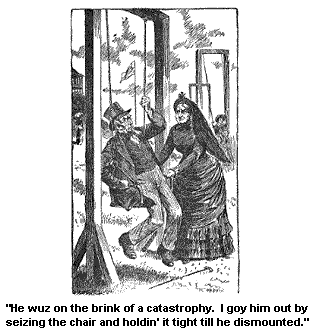 "He wuz on the brink of a catastrophy.  I goy him out by
seizing the chair and holdin' it tight till he dismounted."